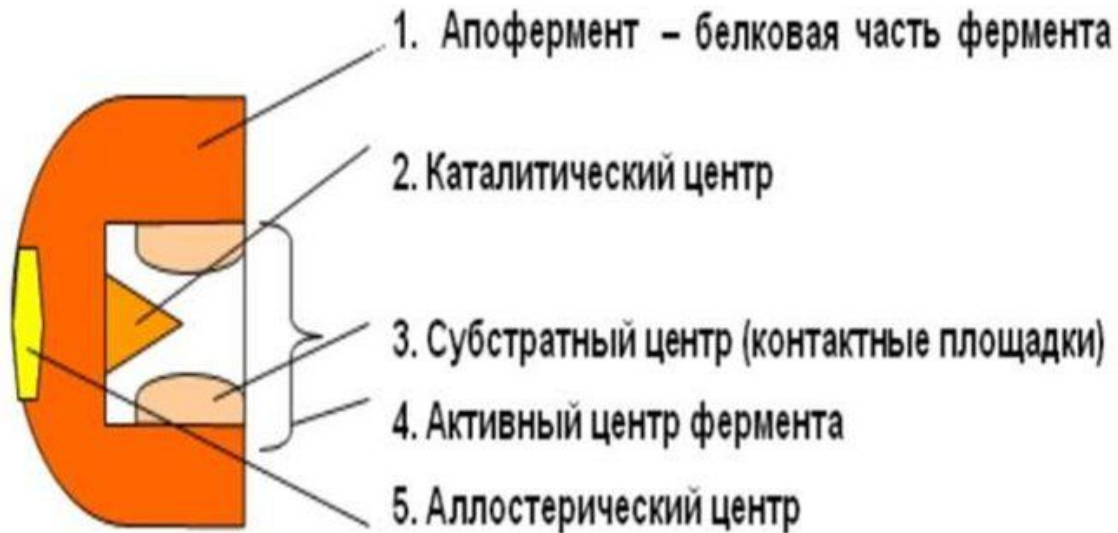 1. Апофермент – белковая часть фермента
2. Каталитический центр
3. Субстратный центр (контактные площадки)
4. Активный центр фермента
5. Аллостерический центр